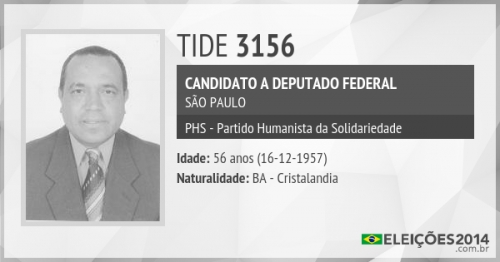 TIDE 3156
CANDIDATO A DEPUTADO FEDERAL
SÃO PAULO
PHS - Partido Humanista da Solidariedade
Idade: 56 anos (16-12-1957)
Naturalidade: BA - Cristalandia
ELEIÇÕES2014
.com.br